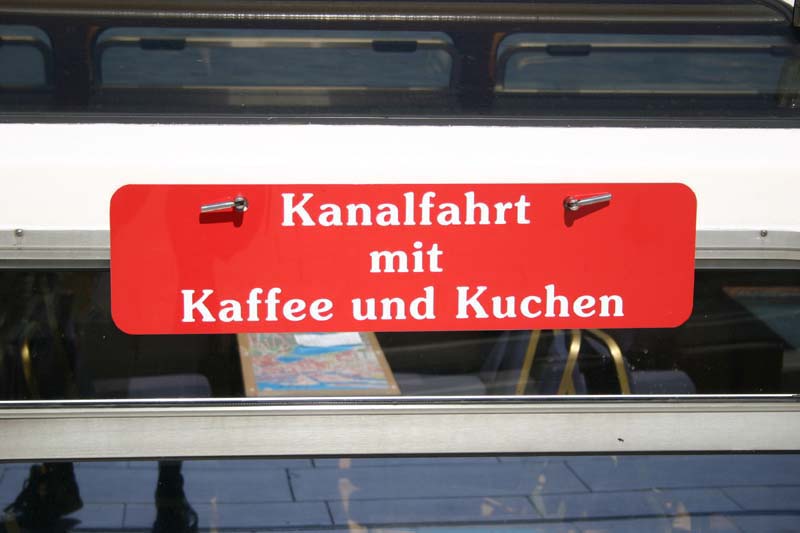 Kanalfahrt
mit
Kaffee und Kuchen